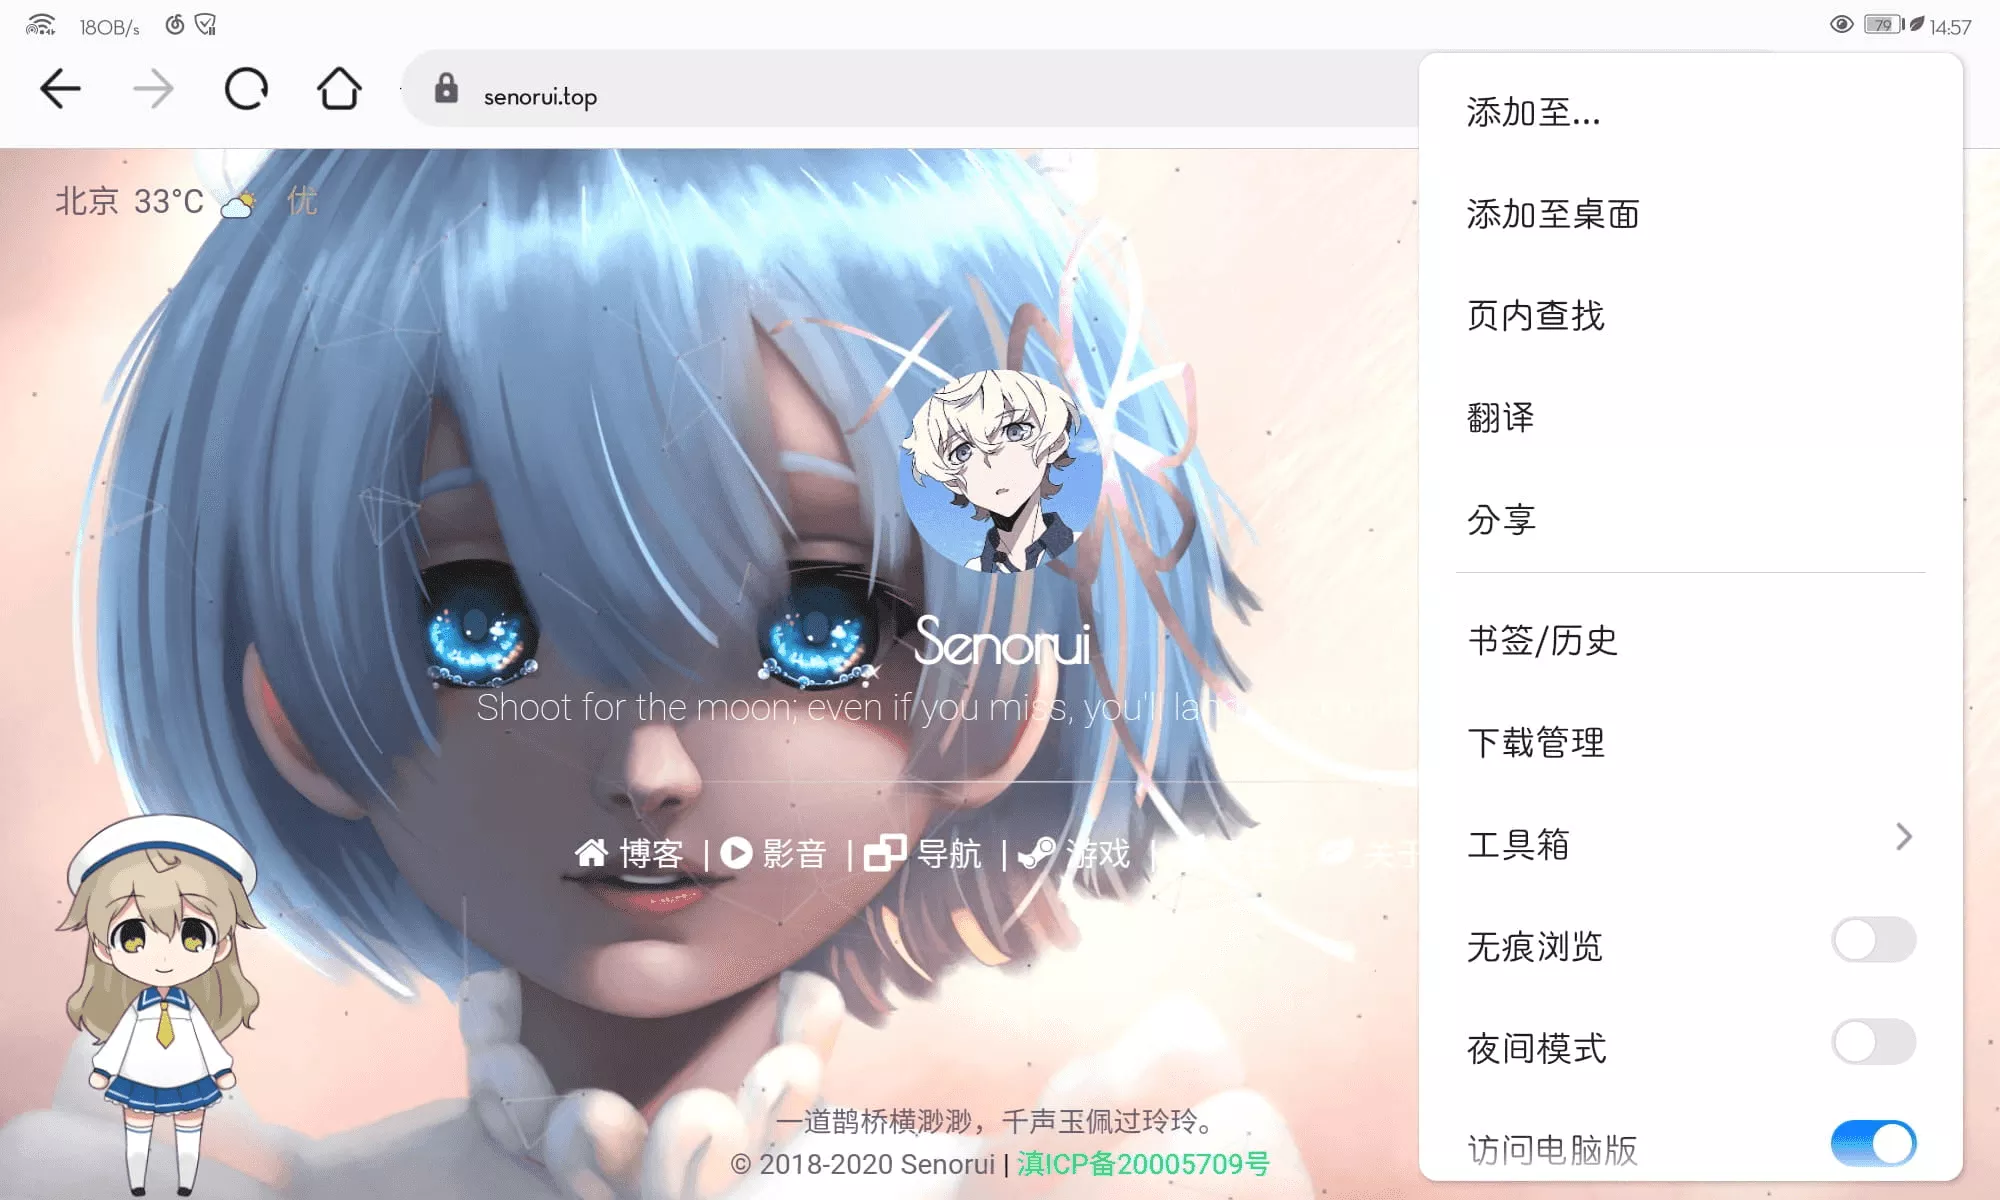 180B/s
79
14:57
senorui.top
北京 33°C 优
Senorui
Shoot for the moon; even if you miss, you'll land
博客 | 影音 | 导航 | 游戏 |
一道鹊桥横渺渺，千声玉佩过玲玲。
© 2018-2020 Senorui | 滇ICP备20005709号
添加至...
添加至桌面
页内查找
翻译
分享
书签/历史
下载管理
工具箱
无痕浏览
夜间模式
访问电脑版